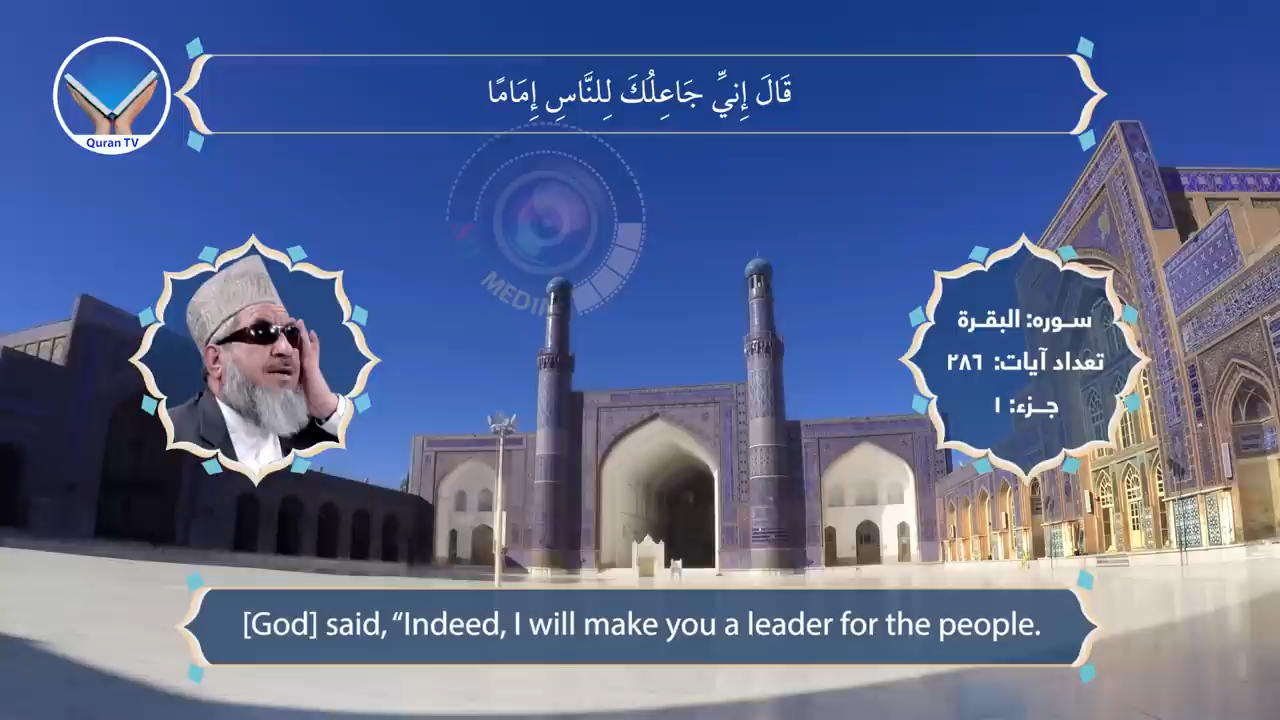 قَالَ إِنِّي جَاعِلُكَ لِلنَّاسِ إِمَامًا
Quran TV
سوره: البقرة
تعداد آیات: ٢٨٦
جزء: ١
[God] said, “Indeed, I will make you a leader for the people.